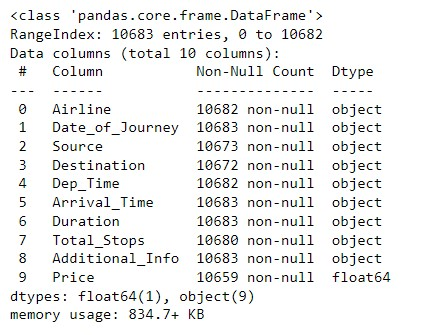 <class 'pandas.core.frame.DataFrame'>
RangeIndex: 10683 entries, 0 to 10682
Data columns (total 10 columns):
 #   Column           Non-Null Count  Dtype
---  ------           --------------  -----
 0   Airline          10682 non-null  object
 1   Date_of_Journey  10683 non-null  object
 2   Source           10673 non-null  object
 3   Destination      10672 non-null  object
 4   Dep_Time         10682 non-null  object
 5   Arrival_Time     10683 non-null  object
 6   Duration         10683 non-null  object
 7   Total_Stops      10680 non-null  object
 8   Additional_Info  10683 non-null  object
 9   Price            10659 non-null  float64
dtypes: float64(1), object(9)
memory usage: 834.7+ KB